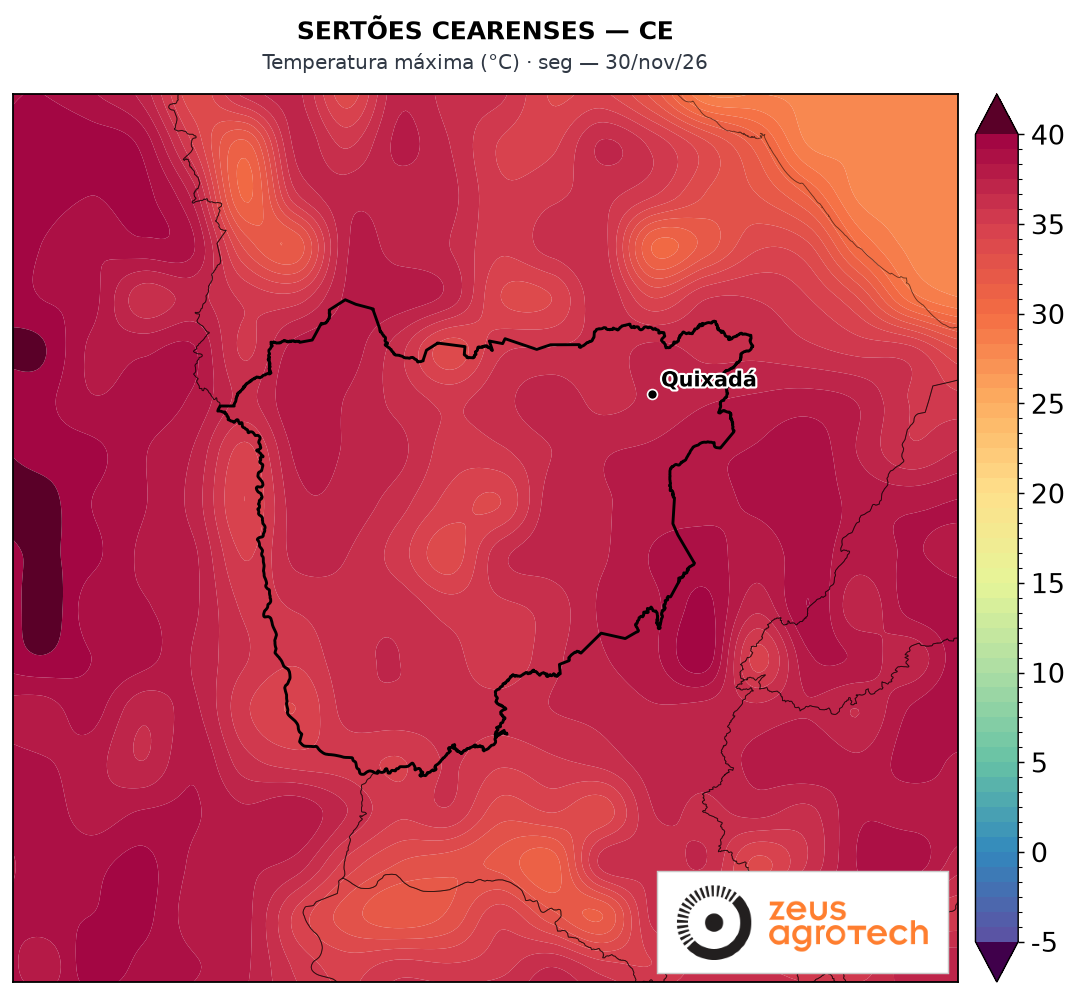 SERTÕES CEARENSES — CE
Temperatura máxima (°C) · seg — 30/nov/26
40
35
30
25
20
15
10
5
0
-5
Quixadá
zeus
agroTech